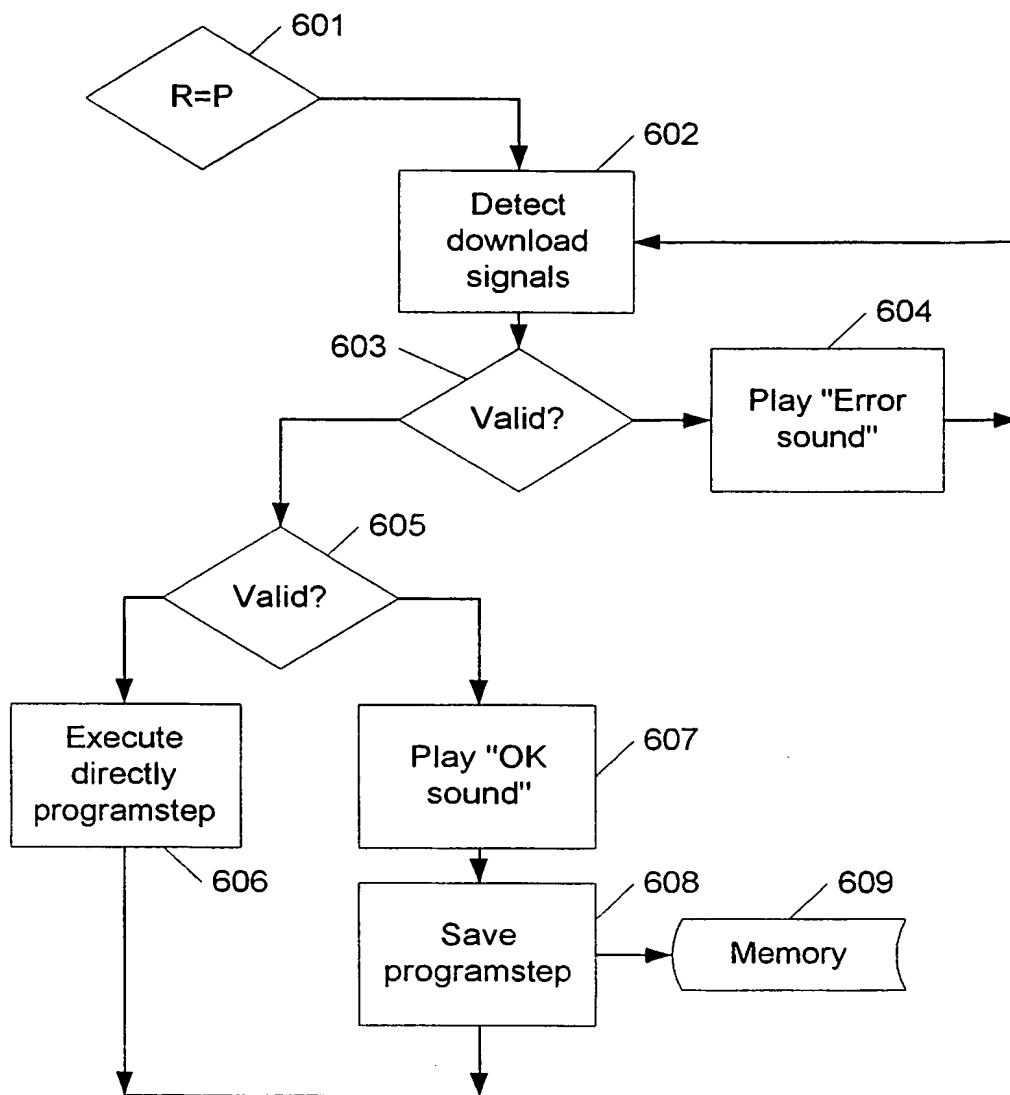 601
R=P
602
Detect
download
signals
603
Valid?
604
Play "Error
sound"
605
Valid?
Execute
directly
programstep
606
Play "OK
sound"
607
608
Save
programstep
609
Memory